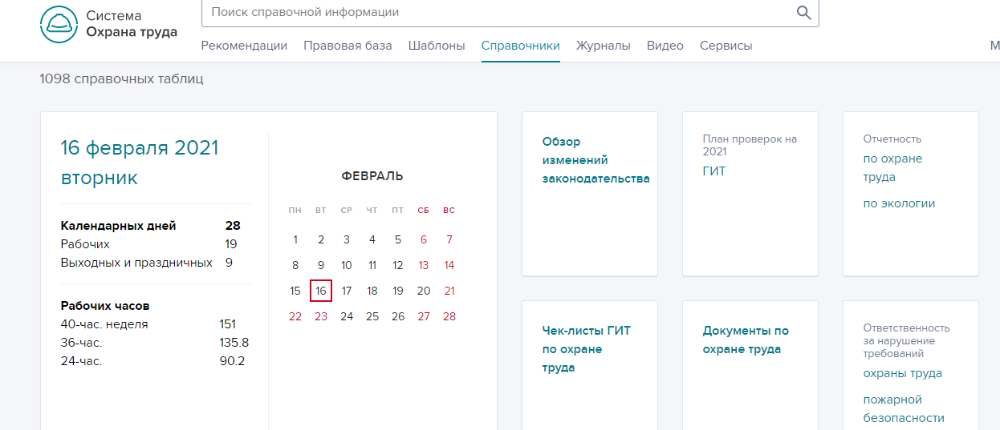 Система
Охрана труда
Поиск справочной информации
Рекомендации Правовая база Шаблоны Справочники Журналы Видео Сервисы М
1098 справочных таблиц
16 февраля 2021
вторник
Календарных дней 28
Рабочих 19
Выходных и праздничных 9
Рабочих часов
40-час. неделя 151
36-час. 135.8
24-час. 90.2
ФЕВРАЛЬ
ПН ВТ СР ЧТ ПТ СБ ВС
1 2 3 4 5 6 7
8 9 10 11 12 13 14
15 16 17 18 19 20 21
22 23 24 25 26 27 28
Обзор
изменений
законодательства
План проверок на
2021
ГИТ
Отчетность
по охране
труда
по экологии
Чек-листы ГИТ
по охране
труда
Документы по
охране труда
Ответственность
за нарушение
требований
охраны труда
пожарной
безопасности